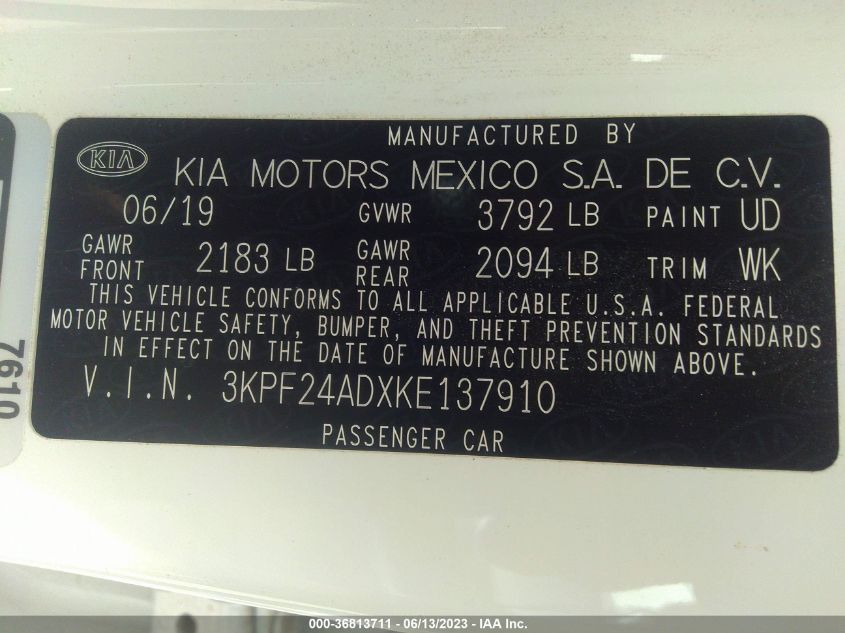 MANUFACTURED BY
KIA KIA MOTORS MEXICO S.A. DE C.V.
06/19 GVWR 3792 LB PAINT UD
GAWR FRONT 2183 LB GAWR REAR 2094 LB TRIM WK
THIS VEHICLE CONFORMS TO ALL APPLICABLE U.S.A. FEDERAL
MOTOR VEHICLE SAFETY, BUMPER, AND THEFT PREVENTION STANDARDS
IN EFFECT ON THE DATE OF MANUFACTURE SHOWN ABOVE.
V.I.N. 3KPF24ADXKE137910
PASSENGER CAR
7610
000-36813711 - 06/13/2023 - IAA Inc.